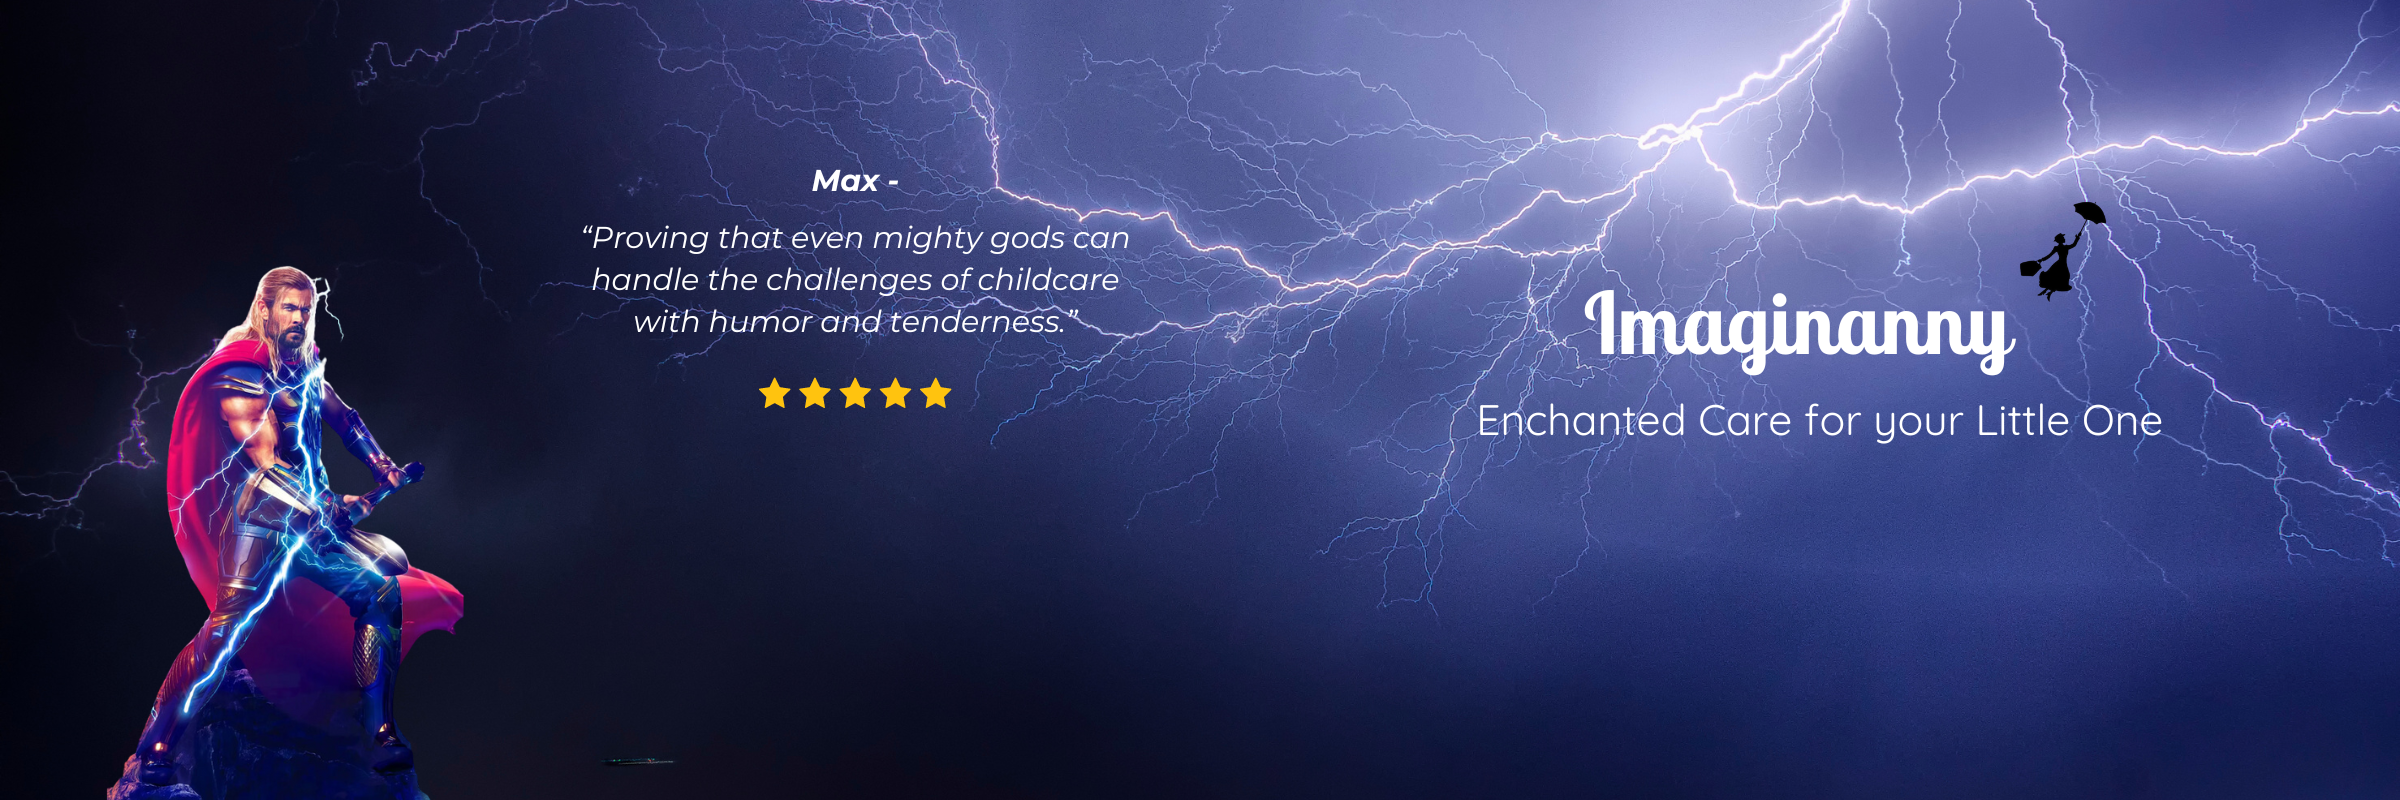 Max -
“Proving that even mighty gods can
handle the challenges of childcare
with humor and tenderness.”
Imaginanny
Enchanted Care for your Little One